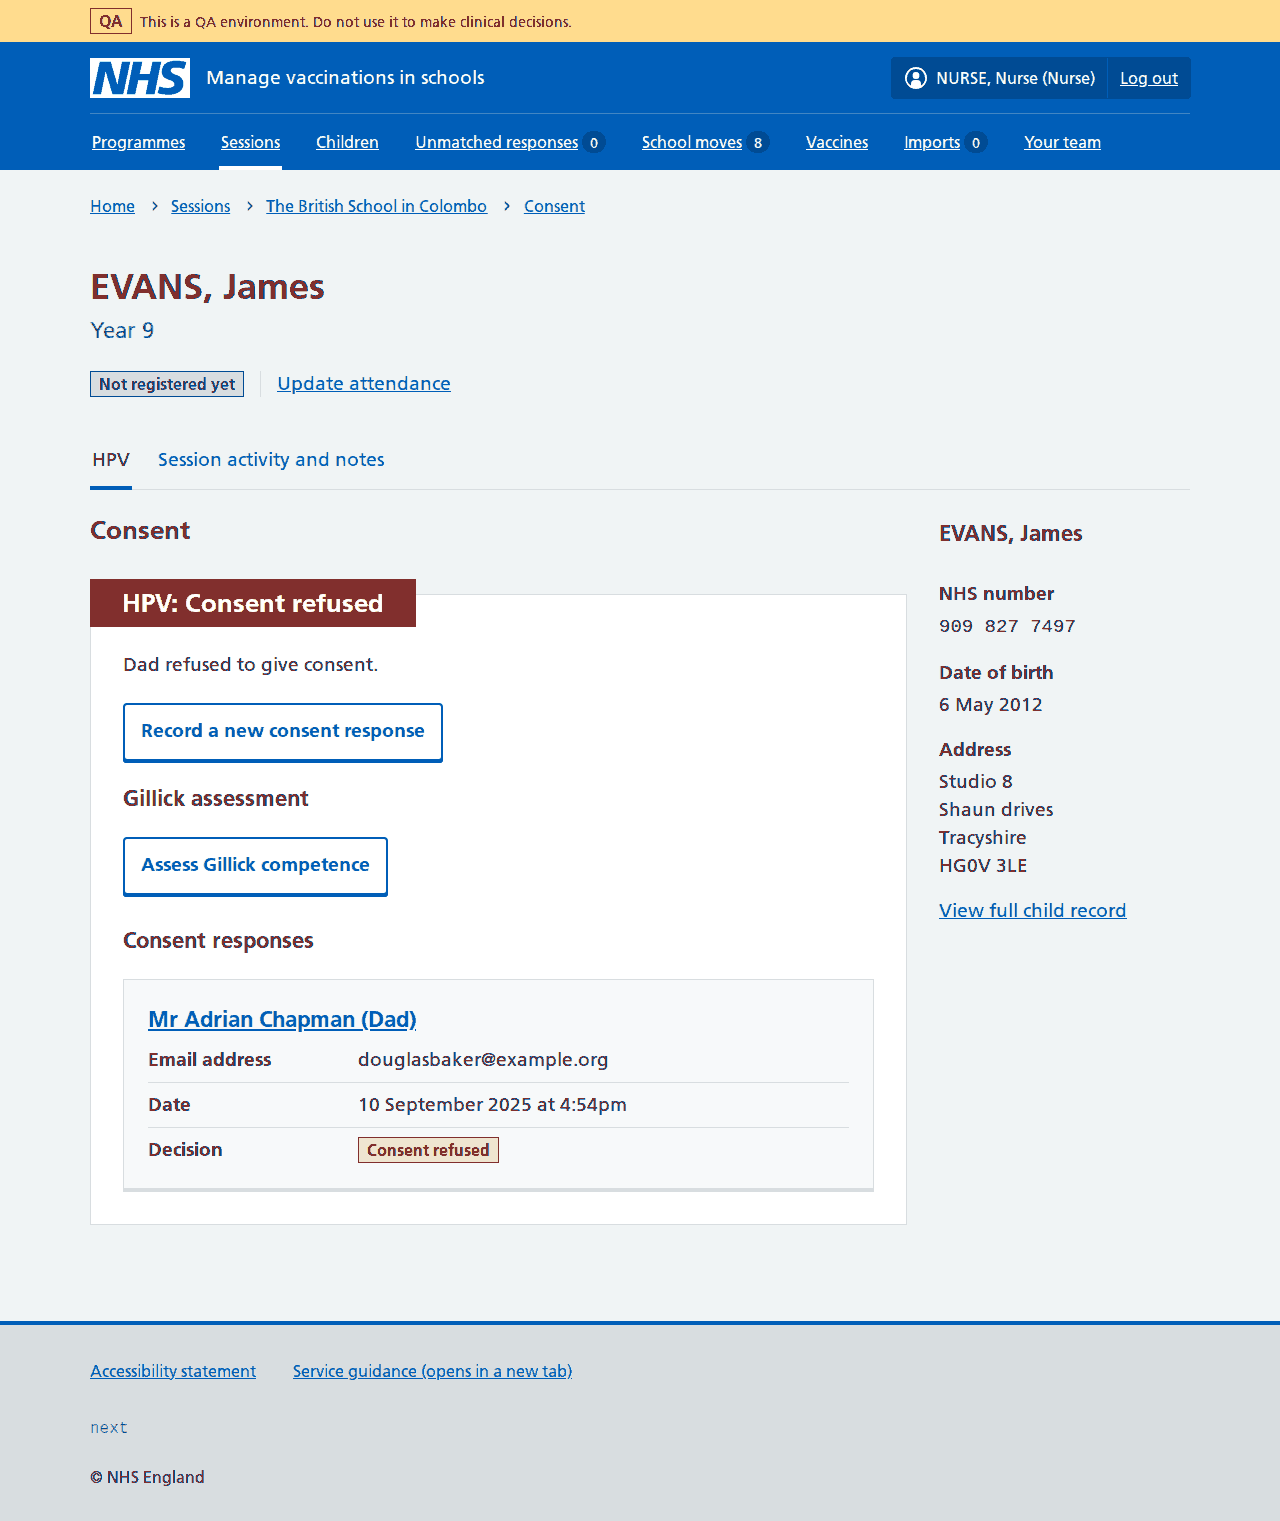 QA This is a QA environment. Do not use it to make clinical decisions.
NHS Manage vaccinations in schools NURSE, Nurse (Nurse) Log out
Programmes Sessions Children Unmatched responses 0 School moves 8 Vaccines Imports 0 Your team
Home › Sessions › The British School in Colombo › Consent
EVANS, James
Year 9
Not registered yet Update attendance
HPV Session activity and notes
Consent
HPV: Consent refused
Dad refused to give consent.
Record a new consent response
Gillick assessment
Assess Gillick competence
Consent responses
Mr Adrian Chapman (Dad)
Email address douglasbaker@example.org
Date 10 September 2025 at 4:54pm
Decision Consent refused
EVANS, James
NHS number
909 827 7497
Date of birth
6 May 2012
Address
Studio 8
Shaun drives
Tracyshire
HG0V 3LE
View full child record
Accessibility statement Service guidance (opens in a new tab)
next
© NHS England